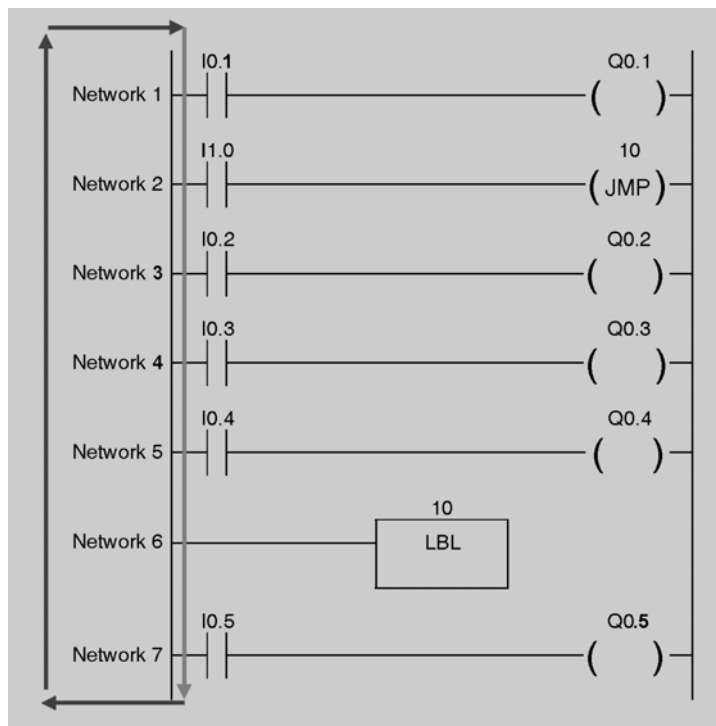 I0.1 Q0.1
Network 1
I1.0 10
Network 2 JMP
I0.2 Q0.2
Network 3
I0.3 Q0.3
Network 4
I0.4 Q0.4
Network 5
10
Network 6 LBL
I0.5 Q0.5
Network 7